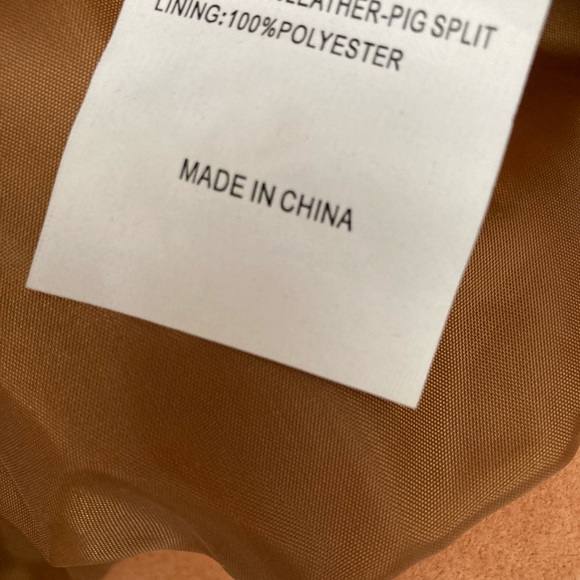 LEATHER-PIG SPLIT
LINING:100%POLYESTER
MADE IN CHINA